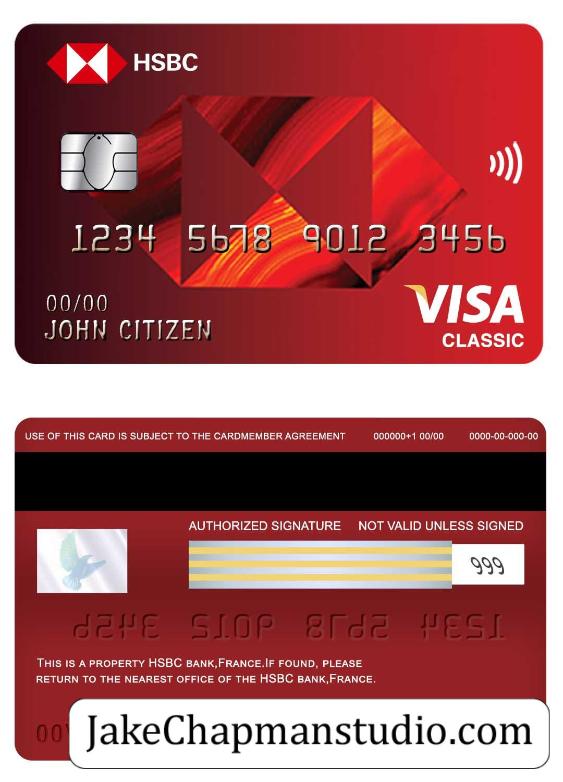 HSBC
1234 5678 9012 3456
00/00
JOHN CITIZEN
VISA
CLASSIC
USE OF THIS CARD IS SUBJECT TO THE CARDMEMBER AGREEMENT 000000+1 00/00 0000-00-000-00
AUTHORIZED SIGNATURE NOT VALID UNLESS SIGNED
999
THIS IS A PROPERTY HSBC BANK,FRANCE.IF FOUND, PLEASE
RETURN TO THE NEAREST OFFICE OF THE HSBC BANK,FRANCE.
JakeChapmanstudio.com